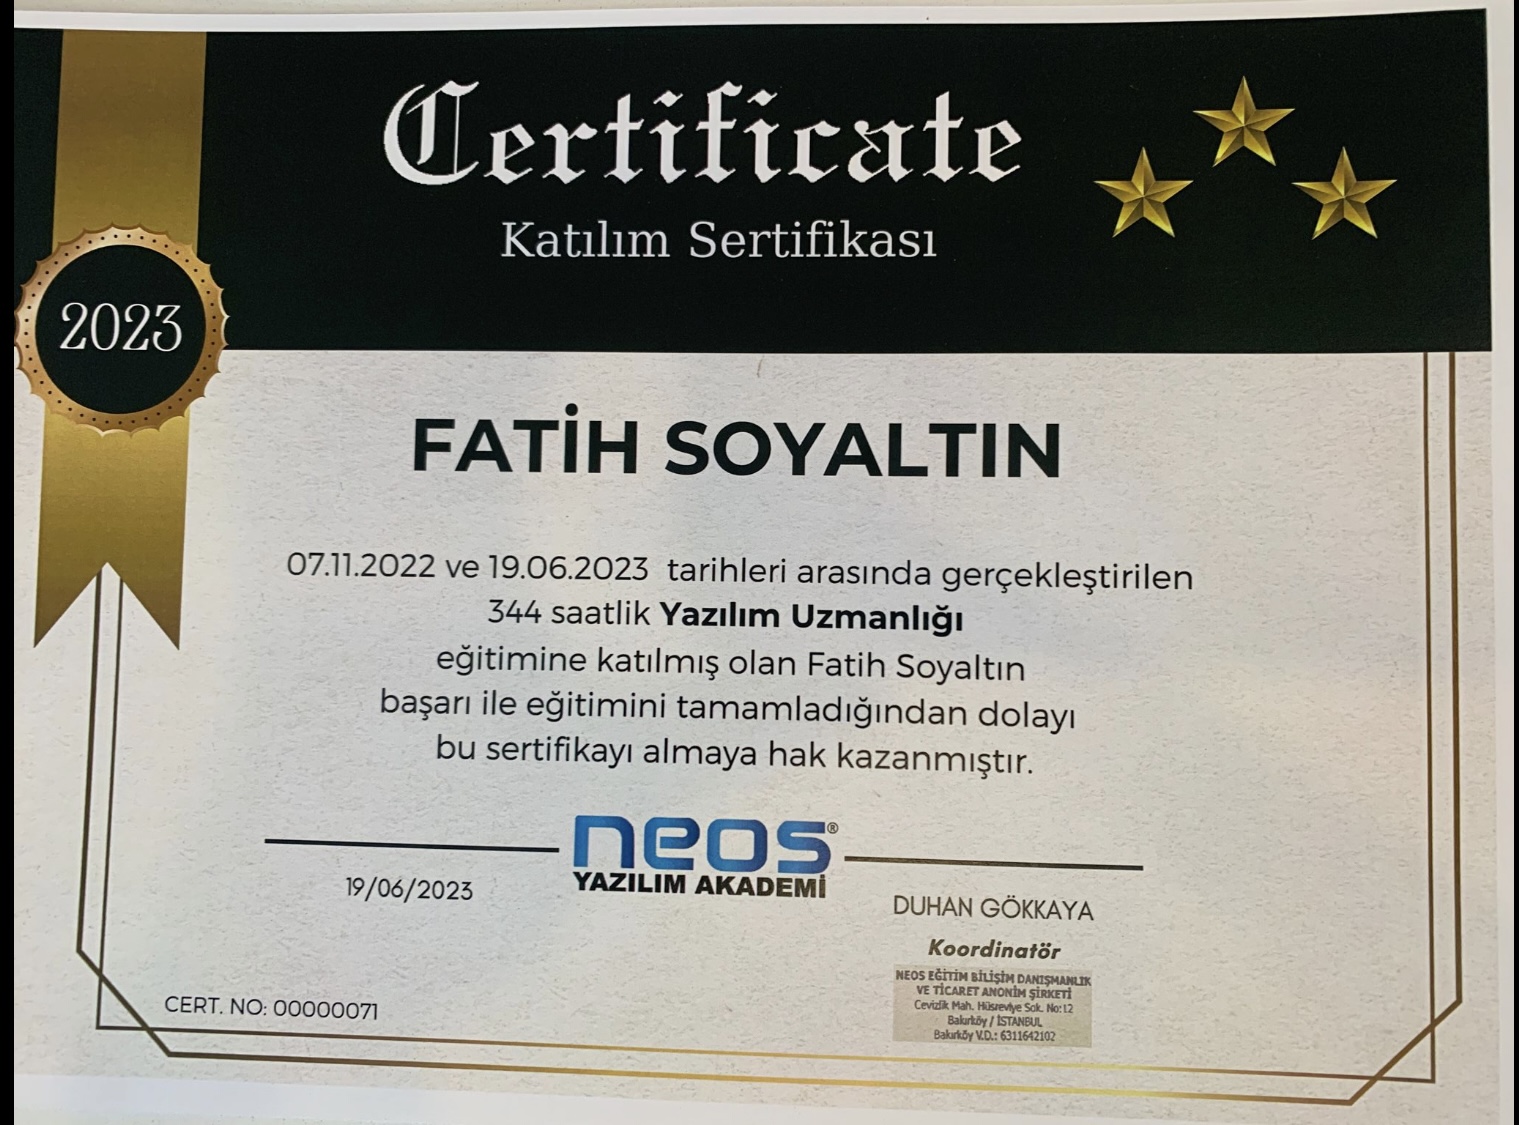 Certificate
Katılım Sertifikası
2023
FATİH SOYALTIN
07.11.2022 ve 19.06.2023 tarihleri arasında gerçekleştirilen
344 saatlik Yazılım Uzmanlığı
eğitimine katılmış olan Fatih Soyaltın
başarı ile eğitimini tamamladığından dolayı
bu sertifikayı almaya hak kazanmıştır.
neos®
YAZILIM AKADEMİ
19/06/2023
DUHAN GÖKKAYA
Koordinatör
NEOS EĞİTİM BİLİŞİM DANIŞMANLIK
VE TİCARET ANONİM ŞİRKETİ
Cevizlik Mah. Hüsreviye Sok. No:12
Bakırköy / İSTANBUL
Bakırköy V.D.: 6311642102
CERT. NO: 00000071